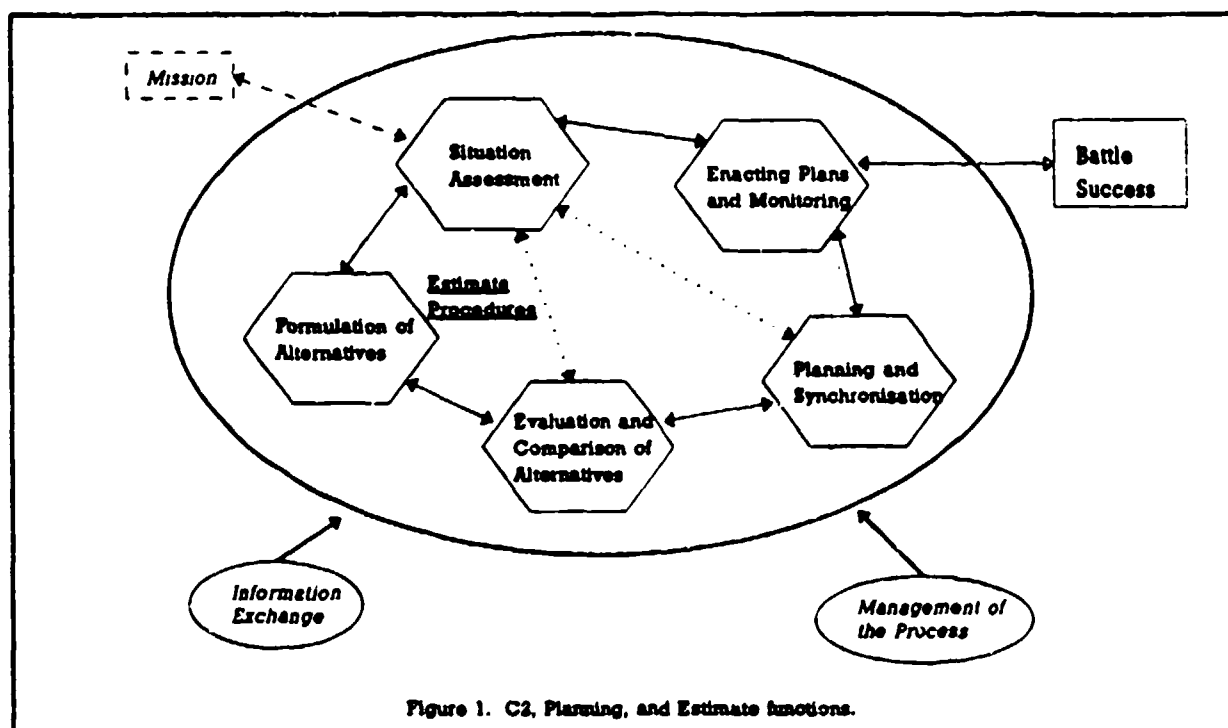 Mission
Situation
Assessment
Enacting Plans
and Monitoring
Battle
Success
Estimate
Procedures
Formulation of
Alternatives
Planning and
Synchronisation
Evaluation and
Comparison of
Alternatives
Information
Exchange
Management of
the Process
Figure 1. C2, Planning, and Estimate functions.